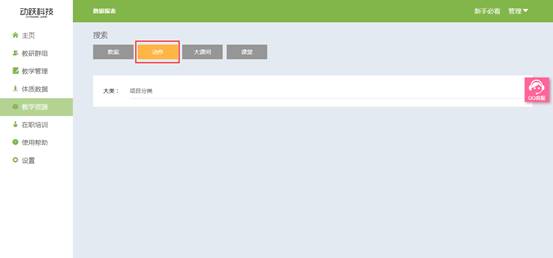 动跃科技
数据报表
新手必看 管理
主页
教研群组
教学管理
体质数据
教学资源
在职培训
使用帮助
设置
搜索
教案 动作 大课间 课堂
大类： 项目分类
QQ客服